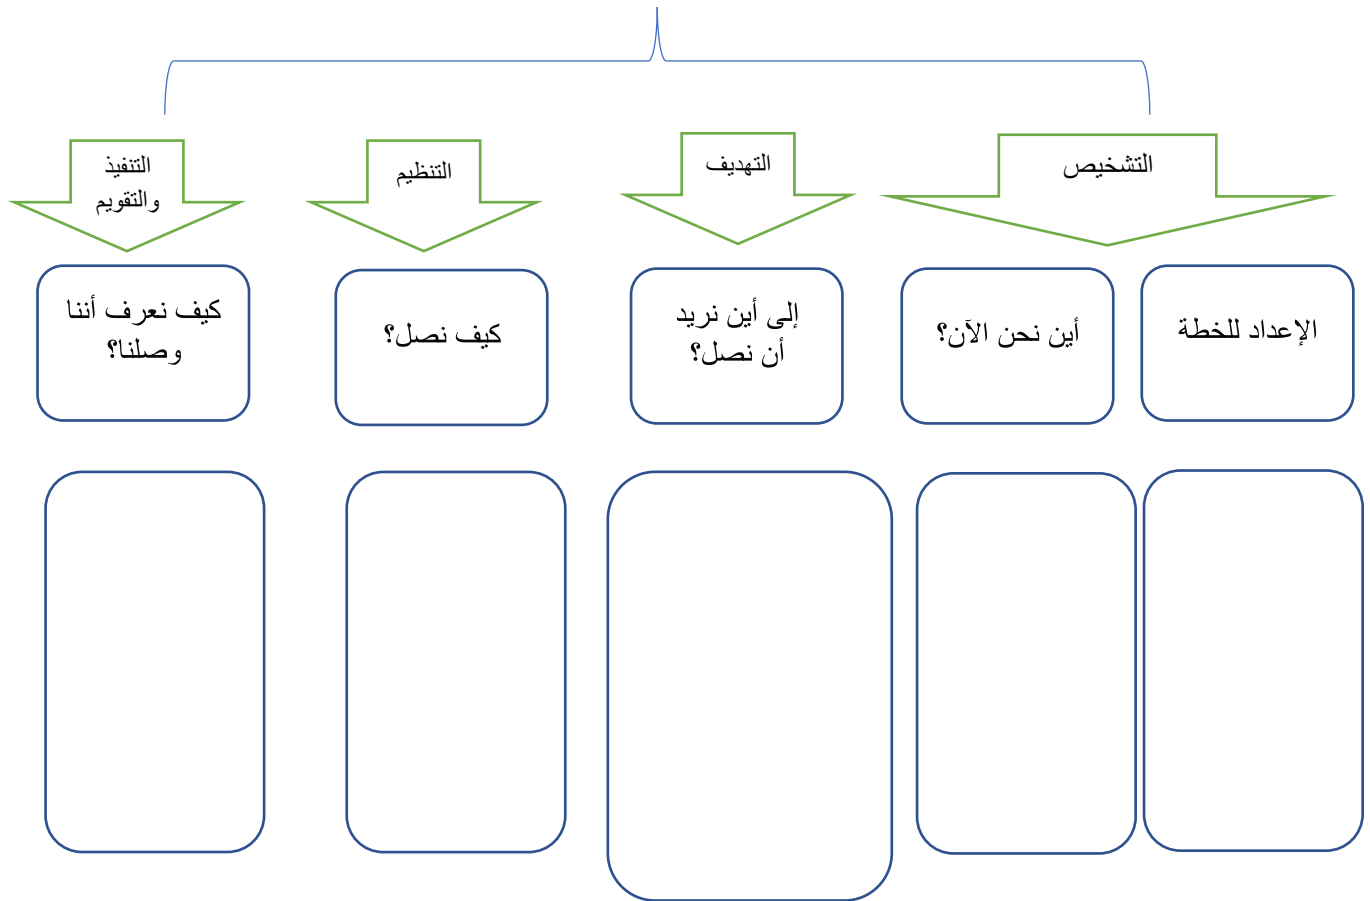 التشخيص
التهديف
التنظيم
التنفيذ
والتقويم
الإعداد للخطة
أين نحن الآن؟
إلى أين نريد
أن نصل؟
كيف نصل؟
كيف نعرف أننا
وصلنا؟